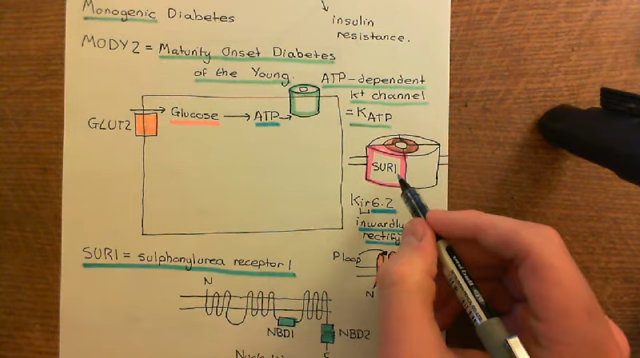 Monogenic Diabetes
insulin
resistance.
MODY2 = Maturity Onset Diabetes
of the Young.
ATP-dependent
K+ channel
= KATP
GLUT2
Glucose → ATP →
SUR1
Kir6.2
inwardly
rectify
SUR1 = sulphonylurea receptor 1
P loop
N
N
NBD1
NBD2
C